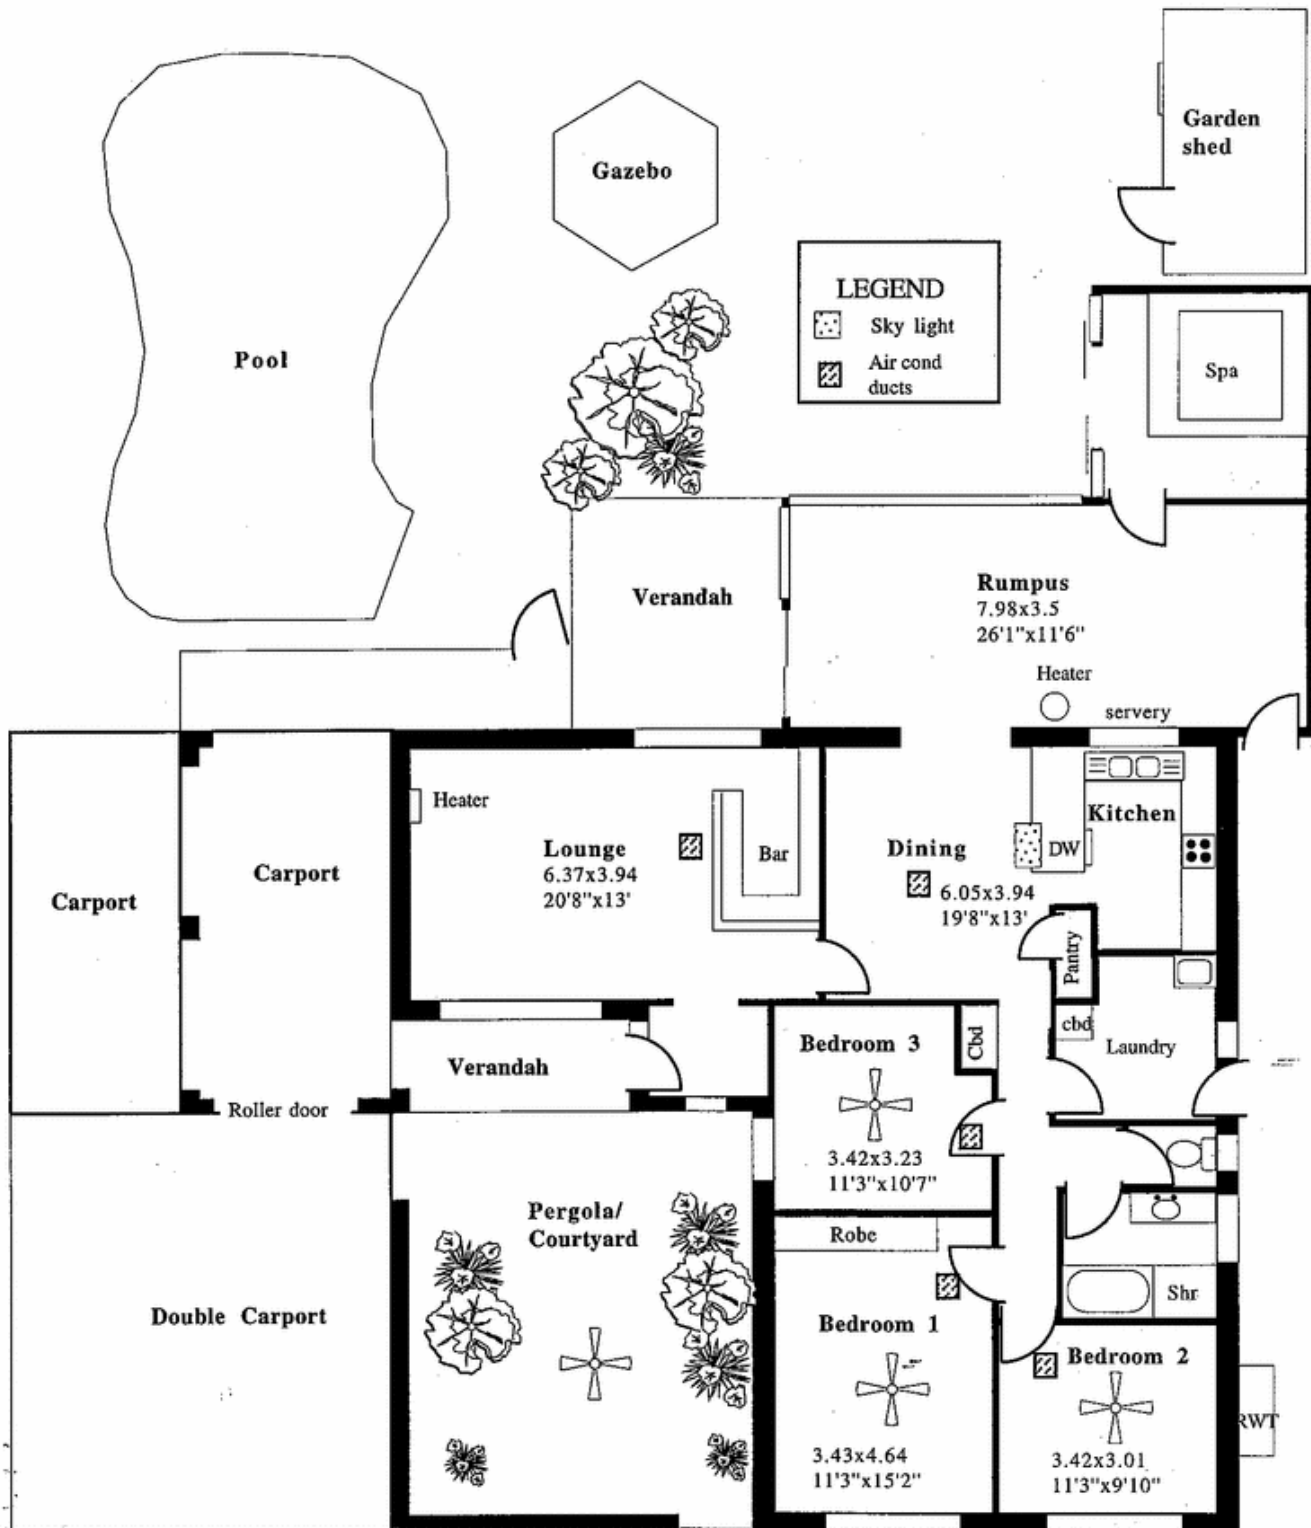 Garden
shed
Gazebo
LEGEND
Sky light
Air cond
ducts
Pool
Spa
Verandah
Rumpus
7.98x3.5
26'1"x11'6"
Heater
servery
Heater
Lounge
6.37x3.94
20'8"x13'
Bar
Dining
6.05x3.94
19'8"x13'
DW
Kitchen
Carport
Carport
Pantry
cbd
Laundry
Verandah
Roller door
Bedroom 3
Cbd
3.42x3.23
11'3"x10'7"
Pergola/
Courtyard
Robe
Shr
Double Carport
Bedroom 1
3.43x4.64
11'3"x15'2"
Bedroom 2
3.42x3.01
11'3"x9'10"
RWT